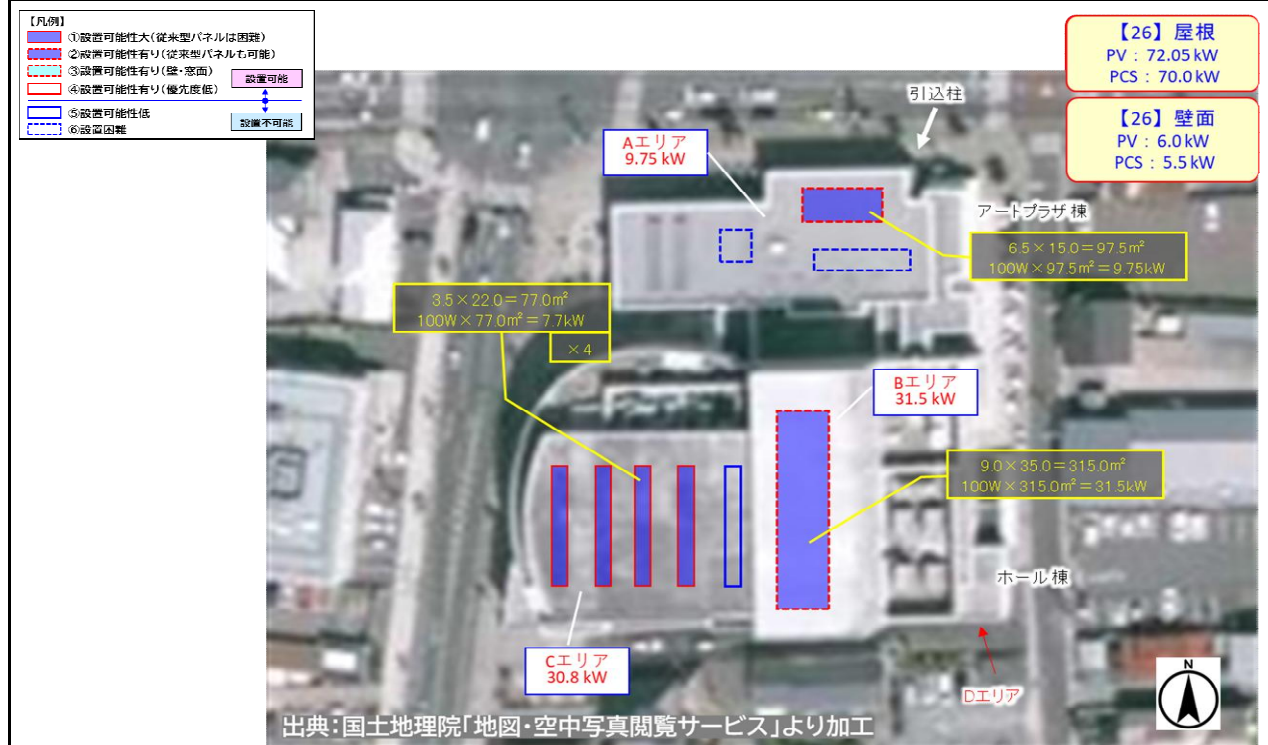 【凡例】
①設置可能性大(従来型パネルは困難)
②設置可能性有り(従来型パネルも可能)
③設置可能性有り(壁・窓面)
④設置可能性有り(優先度低)
設置可能
⑤設置可能性低
⑥設置困難
設置不可能
【26】屋根
PV : 72.05 kW
PCS : 70.0 kW
【26】壁面
PV : 6.0 kW
PCS : 5.5 kW
引込柱
Aエリア
9.75 kW
アートプラザ棟
6.5×15.0=97.5m²
100W×97.5m²=9.75kW
3.5×22.0=77.0m²
100W×77.0m²=7.7kW
×4
Bエリア
31.5 kW
9.0×35.0=315.0m²
100W×315.0m²=31.5kW
ホール棟
Cエリア
30.8 kW
Dエリア
N
出典:国土地理院「地図・空中写真閲覧サービス」より加工